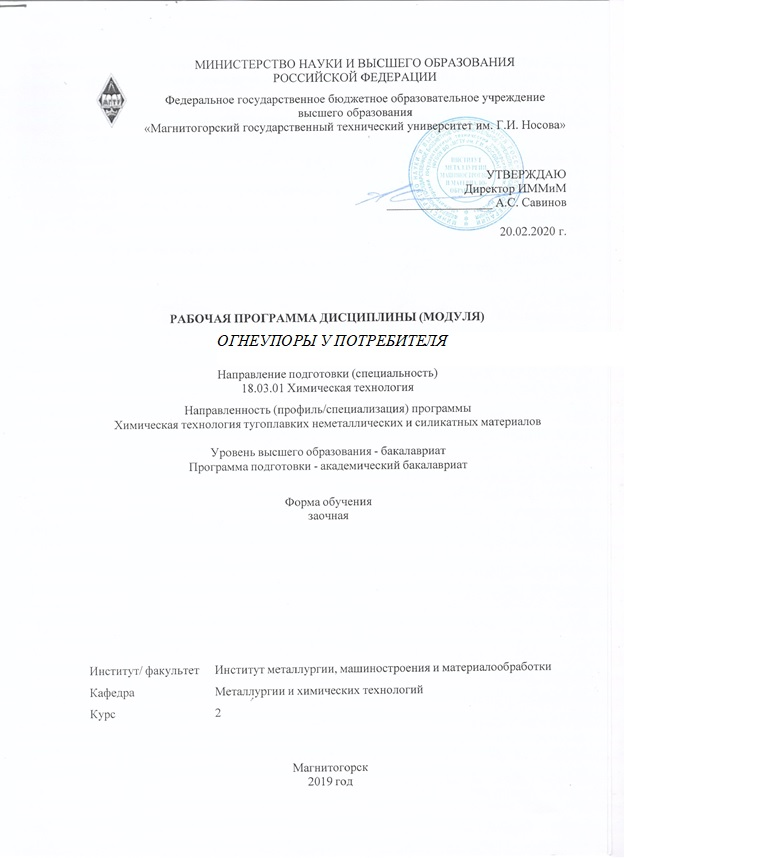 МИНИСТЕРСТВО НАУКИ И ВЫСШЕГО ОБРАЗОВАНИЯ
РОССИЙСКОЙ ФЕДЕРАЦИИ
Федеральное государственное бюджетное образовательное учреждение
высшего образования
«Магнитогорский государственный технический университет им. Г.И. Носова»
УТВЕРЖДАЮ
Директор ИММиМ
А.С. Савинов
20.02.2020 г.
РАБОЧАЯ ПРОГРАММА ДИСЦИПЛИНЫ (МОДУЛЯ)
ОГНЕУПОРЫ У ПОТРЕБИТЕЛЯ
Направление подготовки (специальность)
18.03.01 Химическая технология
Направленность (профиль/специализация) программы
Химическая технология тугоплавких неметаллических и силикатных материалов
Уровень высшего образования - бакалавриат
Программа подготовки - академический бакалавриат
Форма обучения
заочная
Институт/ факультет Институт металлургии, машиностроения и материалообработки
Кафедра Металлургии и химических технологий
Курс 2
Магнитогорск
2019 год